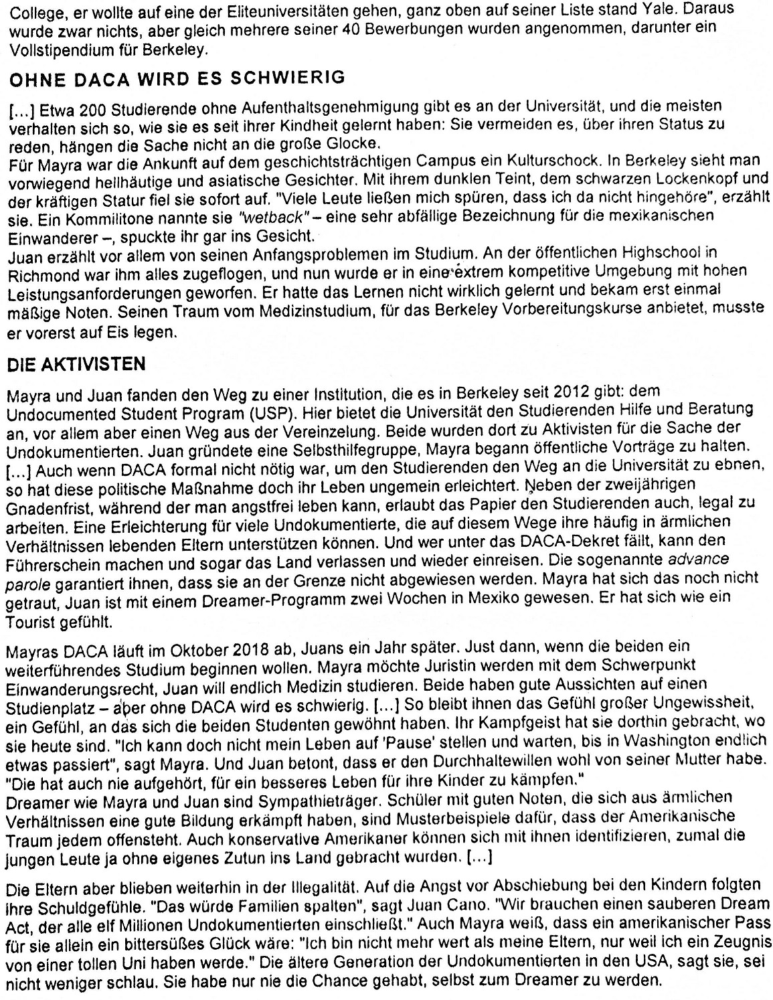 College, er wollte auf eine der Eliteuniversitäten gehen, ganz oben auf seiner Liste stand Yale. Daraus
wurde zwar nichts, aber gleich mehrere seiner 40 Bewerbungen wurden angenommen, darunter ein
Vollstipendium für Berkeley.
OHNE DACA WIRD ES SCHWIERIG
[...] Etwa 200 Studierende ohne Aufenthaltsgenehmigung gibt es an der Universität, und die meisten
verhalten sich so, wie sie es seit ihrer Kindheit gelernt haben: Sie vermeiden es, über ihren Status zu
reden, hängen die Sache nicht an die große Glocke.
Für Mayra war die Ankunft auf dem geschichtsträchtigen Campus ein Kulturschock. In Berkeley sieht man
vorwiegend hellhäutige und asiatische Gesichter. Mit ihrem dunklen Teint, dem schwarzen Lockenkopf und
der kräftigen Statur fiel sie sofort auf. "Viele Leute ließen mich spüren, dass ich da nicht hingehöre", erzählt
sie. Ein Kommilitone nannte sie "wetback" – eine sehr abfällige Bezeichnung für die mexikanischen
Einwanderer –, spuckte ihr gar ins Gesicht.
Juan erzählt vor allem von seinen Anfangsproblemen im Studium. An der öffentlichen Highschool in
Richmond war ihm alles zugeflogen, und nun wurde er in eine extrem kompetitive Umgebung mit hohen
Leistungsanforderungen geworfen. Er hatte das Lernen nicht wirklich gelernt und bekam erst einmal
mäßige Noten. Seinen Traum vom Medizinstudium, für das Berkeley Vorbereitungskurse anbietet, musste
er vorerst auf Eis legen.
DIE AKTIVISTEN
Mayra und Juan fanden den Weg zu einer Institution, die es in Berkeley seit 2012 gibt: dem
Undocumented Student Program (USP). Hier bietet die Universität den Studierenden Hilfe und Beratung
an, vor allem aber einen Weg aus der Vereinzelung. Beide wurden dort zu Aktivisten für die Sache der
Undokumentierten. Juan gründete eine Selbsthilfegruppe, Mayra begann öffentliche Vorträge zu halten.
[...] Auch wenn DACA formal nicht nötig war, um den Studierenden den Weg an die Universität zu ebnen,
so hat diese politische Maßnahme doch ihr Leben ungemein erleichtert. Neben der zweijährigen
Gnadenfrist, während der man angstfrei leben kann, erlaubt das Papier den Studierenden auch, legal zu
arbeiten. Eine Erleichterung für viele Undokumentierte, die auf diesem Wege ihre häufig in ärmlichen
Verhältnissen lebenden Eltern unterstützen können. Und wer unter das DACA-Dekret fällt, kann den
Führerschein machen und sogar das Land verlassen und wieder einreisen. Die sogenannte advance
parole garantiert ihnen, dass sie an der Grenze nicht abgewiesen werden. Mayra hat sich das noch nicht
getraut, Juan ist mit einem Dreamer-Programm zwei Wochen in Mexiko gewesen. Er hat sich wie ein
Tourist gefühlt.
Mayras DACA läuft im Oktober 2018 ab, Juans ein Jahr später. Just dann, wenn die beiden ein
weiterführendes Studium beginnen wollen. Mayra möchte Juristin werden mit dem Schwerpunkt
Einwanderungsrecht, Juan will endlich Medizin studieren. Beide haben gute Aussichten auf einen
Studienplatz – aber ohne DACA wird es schwierig. [...] So bleibt ihnen das Gefühl großer Ungewissheit,
ein Gefühl, an das sich die beiden Studenten gewöhnt haben. Ihr Kampfgeist hat sie dorthin gebracht, wo
sie heute sind. "Ich kann doch nicht mein Leben auf 'Pause' stellen und warten, bis in Washington endlich
etwas passiert", sagt Mayra. Und Juan betont, dass er den Durchhaltewillen wohl von seiner Mutter habe.
"Die hat auch nie aufgehört, für ein besseres Leben für ihre Kinder zu kämpfen."
Dreamer wie Mayra und Juan sind Sympathieträger. Schüler mit guten Noten, die sich aus ärmlichen
Verhältnissen eine gute Bildung erkämpft haben, sind Musterbeispiele dafür, dass der Amerikanische
Traum jedem offensteht. Auch konservative Amerikaner können sich mit ihnen identifizieren, zumal die
jungen Leute ja ohne eigenes Zutun ins Land gebracht wurden. [...]
Die Eltern aber blieben weiterhin in der Illegalität. Auf die Angst vor Abschiebung bei den Kindern folgten
ihre Schuldgefühle. "Das würde Familien spalten", sagt Juan Cano. "Wir brauchen einen sauberen Dream
Act, der alle elf Millionen Undokumentierten einschließt." Auch Mayra weiß, dass ein amerikanischer Pass
für sie allein ein bittersüßes Glück wäre: "Ich bin nicht mehr wert als meine Eltern, nur weil ich ein Zeugnis
von einer tollen Uni haben werde." Die ältere Generation der Undokumentierten in den USA, sagt sie, sei
nicht weniger schlau. Sie habe nur nie die Chance gehabt, selbst zum Dreamer zu werden.